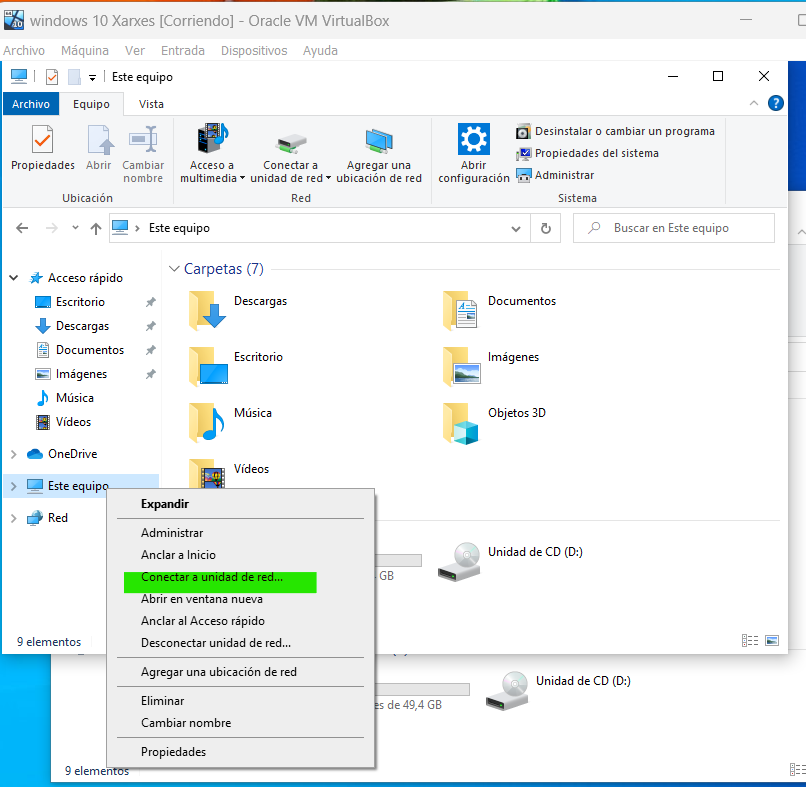 windows 10 Xarxes [Corriendo] - Oracle VM VirtualBox
Archivo Máquina Ver Entrada Dispositivos Ayuda
Este equipo
Archivo Equipo Vista
Propiedades
Abrir
Cambiar
nombre
Ubicación
Acceso a
multimedia
Conectar a
unidad de red
Agregar una
ubicación de red
Red
Abrir
configuración
Desinstalar o cambiar un programa
Propiedades del sistema
Administrar
Sistema
Este equipo
Buscar en Este equipo
Acceso rápido
Escritorio
Descargas
Documentos
Imágenes
Música
Vídeos
OneDrive
Este equipo
Red
Carpetas (7)
Descargas
Documentos
Escritorio
Imágenes
Música
Objetos 3D
Vídeos
Expandir
Administrar
Anclar a Inicio
Conectar a unidad de red...
Abrir en ventana nueva
Anclar al Acceso rápido
Desconectar unidad de red...
Agregar una ubicación de red
Eliminar
Cambiar nombre
Propiedades
GB
Unidad de CD (D:)
9 elementos
Unidad de CD (D:)
es de 49,4 GB
9 elementos